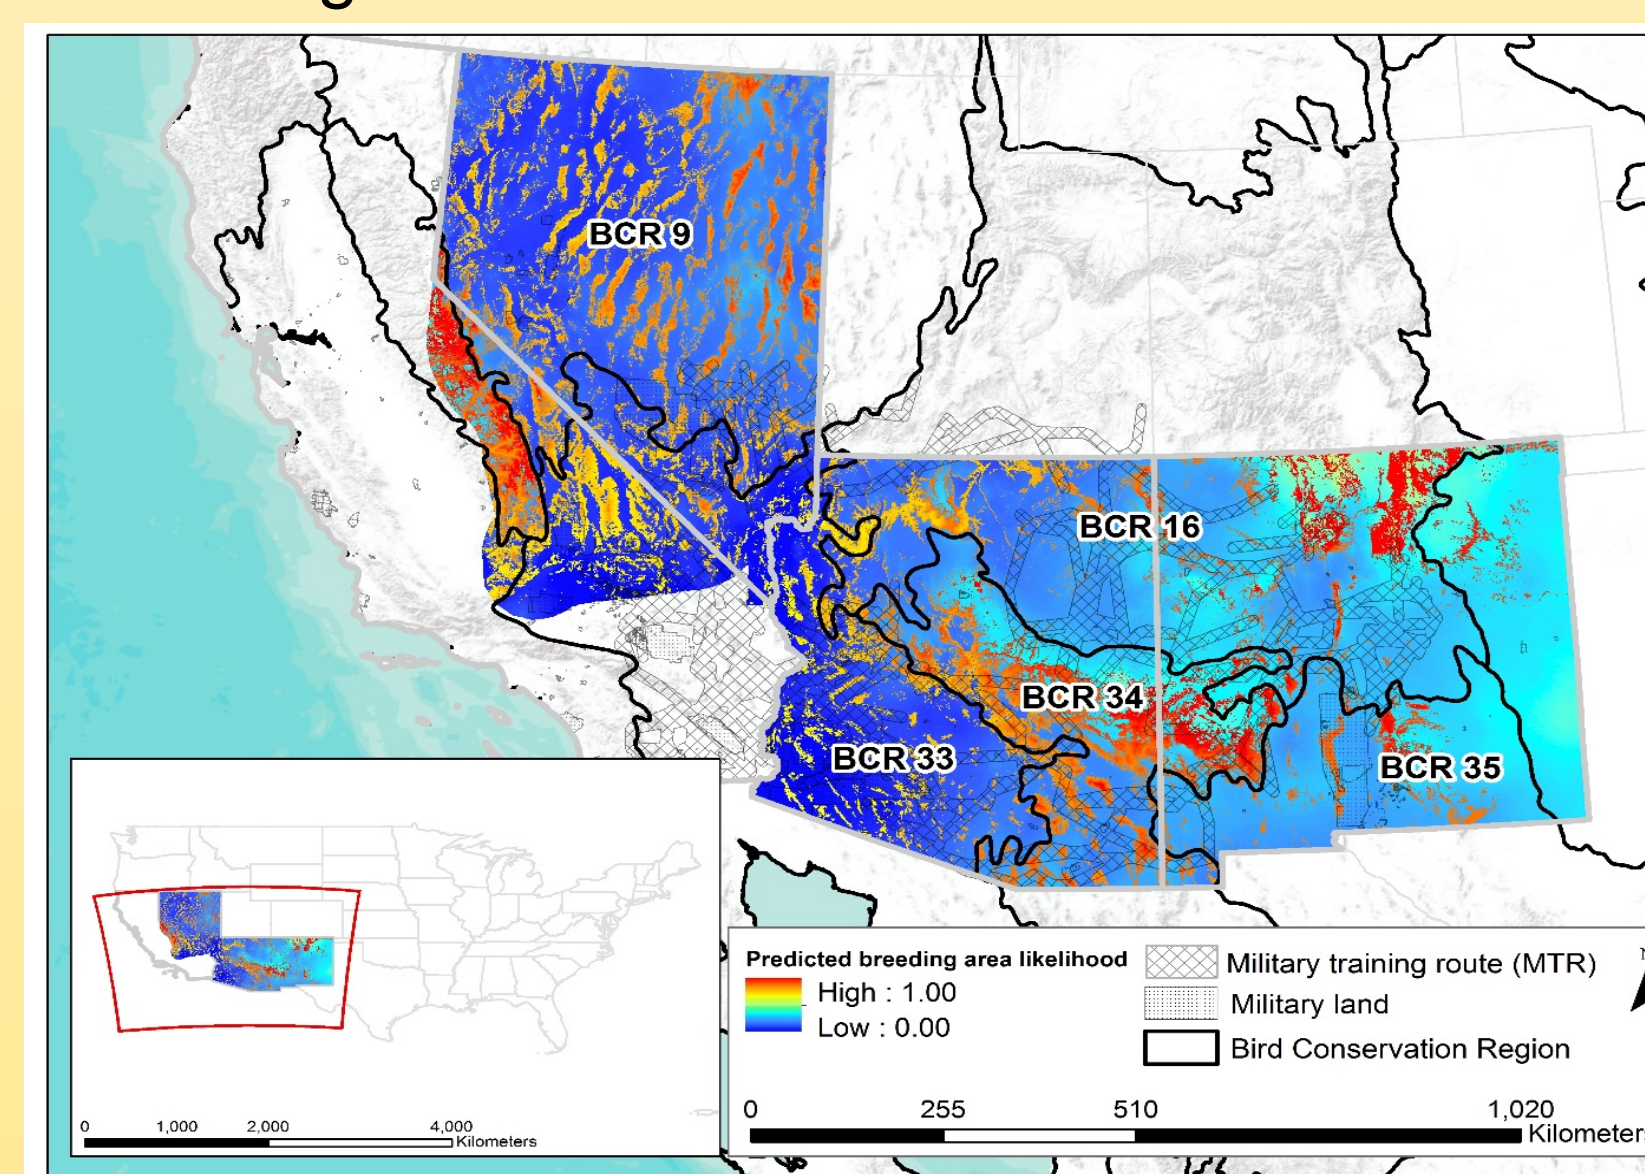 BCR 9
BCR 16
BCR 34
BCR 33
BCR 35
Predicted breeding area likelihood
High : 1.00
Low : 0.00
Military training route (MTR)
Military land
Bird Conservation Region
0 255 510 1,020
Kilometers
0 1,000 2,000 4,000
Kilometers